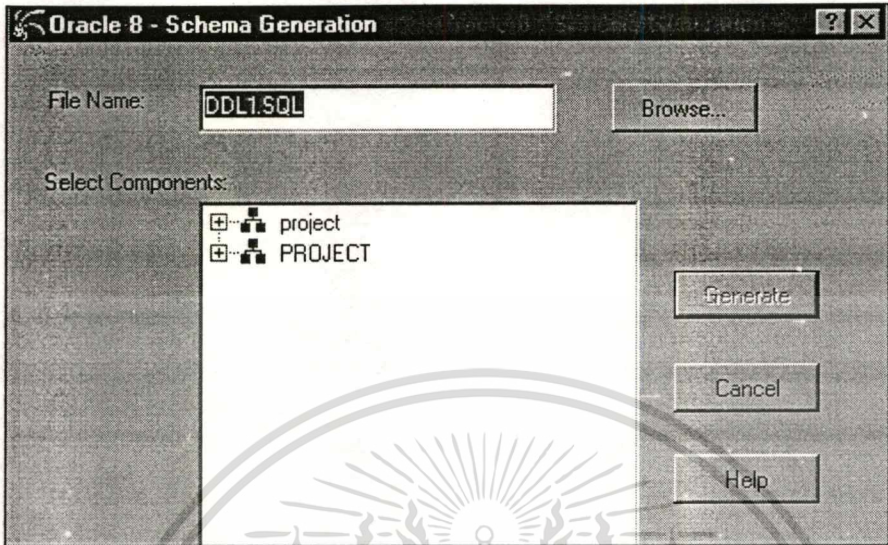 Oracle 8 - Schema Generation
File Name:
DDL1.SQL
Browse...
Select Components:
project
PROJECT
Generate
Cancel
Help